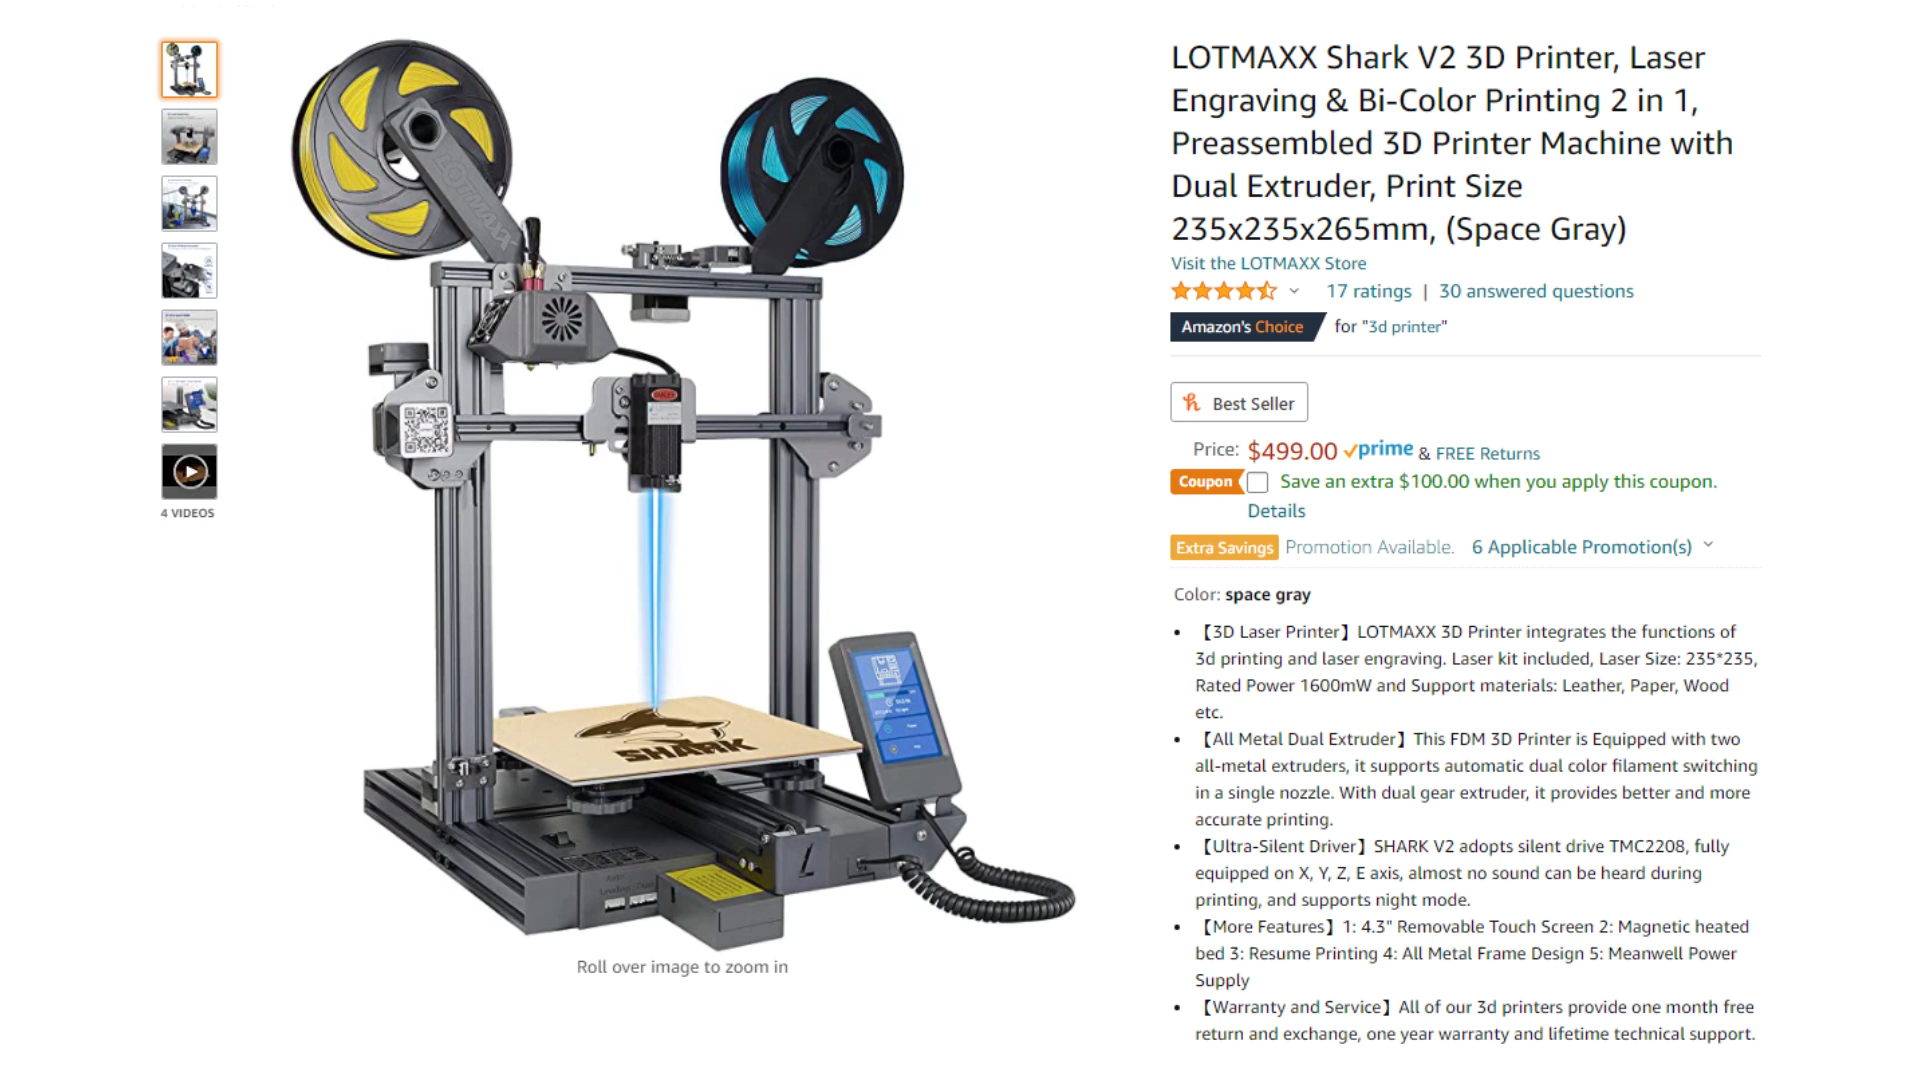 4 VIDEOS
LOTMAXX
DANGER
SHARK
L
Roll over image to zoom in
LOTMAXX Shark V2 3D Printer, Laser
Engraving & Bi-Color Printing 2 in 1,
Preassembled 3D Printer Machine with
Dual Extruder, Print Size
235x235x265mm, (Space Gray)
Visit the LOTMAXX Store
17 ratings | 30 answered questions
Amazon's Choice for "3d printer"
Best Seller
Price: $499.00 prime & FREE Returns
Coupon Save an extra $100.00 when you apply this coupon.
Details
Extra Savings Promotion Available. 6 Applicable Promotion(s)
Color: space gray
• 【3D Laser Printer】LOTMAXX 3D Printer integrates the functions of
3d printing and laser engraving. Laser kit included, Laser Size: 235*235,
Rated Power 1600mW and Support materials: Leather, Paper, Wood
etc.
• 【All Metal Dual Extruder】This FDM 3D Printer is Equipped with two
all-metal extruders, it supports automatic dual color filament switching
in a single nozzle. With dual gear extruder, it provides better and more
accurate printing.
• 【Ultra-Silent Driver】SHARK V2 adopts silent drive TMC2208, fully
equipped on X, Y, Z, E axis, almost no sound can be heard during
printing, and supports night mode.
• 【More Features】1: 4.3" Removable Touch Screen 2: Magnetic heated
bed 3: Resume Printing 4: All Metal Frame Design 5: Meanwell Power
Supply
• 【Warranty and Service】All of our 3d printers provide one month free
return and exchange, one year warranty and lifetime technical support.